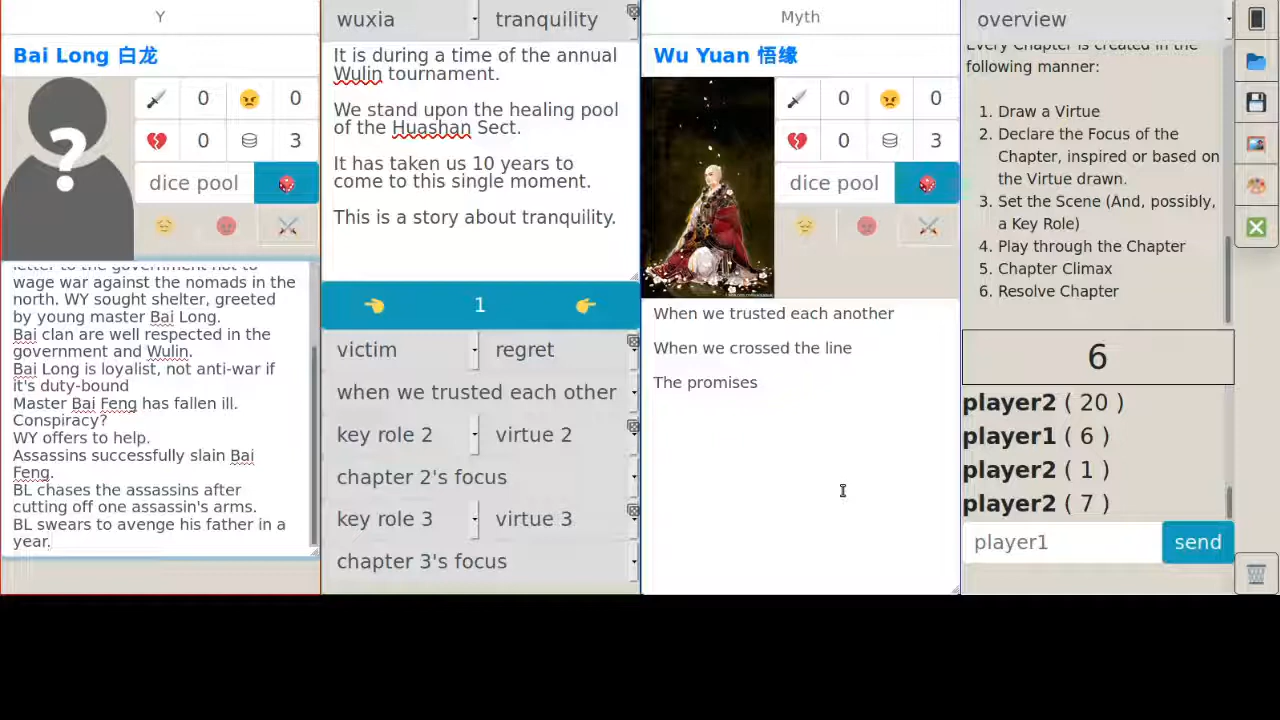 Y
Bai Long 白龙
0
0
0
3
dice pool
letter to the government not to
wage war against the nomads in the
north. WY sought shelter, greeted
by young master Bai Long.
Bai clan are well respected in the
government and Wulin.
Bai Long is loyalist, not anti-war if
it's duty-bound
Master Bai Feng has fallen ill.
Conspiracy?
WY offers to help.
Assassins successfully slain Bai
Feng.
BL chases the assassins after
cutting off one assassin's arms.
BL swears to avenge his father in a
year.
wuxia
tranquility
It is during a time of the annual
Wulin tournament.
We stand upon the healing pool
of the Huashan Sect.
It has taken us 10 years to
come to this single moment.
This is a story about tranquility.
1
victim
regret
when we trusted each other
key role 2
virtue 2
chapter 2's focus
key role 3
virtue 3
chapter 3's focus
Myth
Wu Yuan 悟缘
0
0
0
3
dice pool
When we trusted each another
When we crossed the line
The promises
overview
Every Chapter is created in the
following manner:
1. Draw a Virtue
2. Declare the Focus of the
Chapter, inspired or based on
the Virtue drawn.
3. Set the Scene (And, possibly,
a Key Role)
4. Play through the Chapter
5. Chapter Climax
6. Resolve Chapter
6
player2 ( 20 )
player1 ( 6 )
player2 ( 1 )
player2 ( 7 )
player1
send